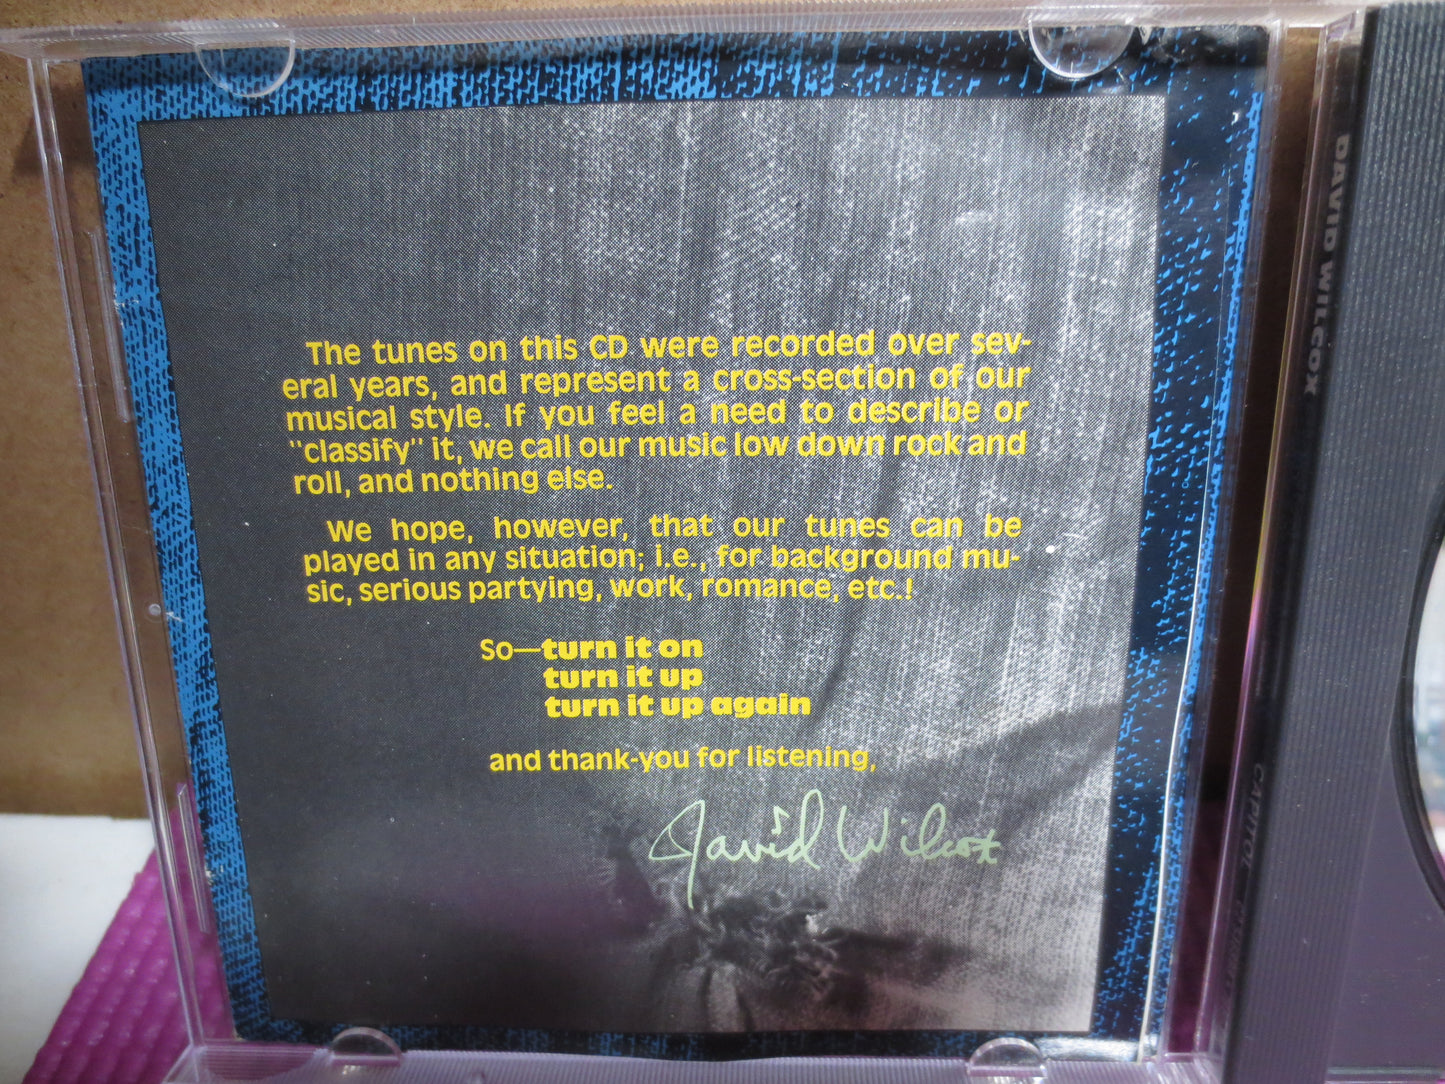 The tunes on this CD were recorded over sev-
eral years, and represent a cross-section of our
musical style. If you feel a need to describe or
"classify" it, we call our music low down rock and
roll, and nothing else.
We hope, however, that our tunes can be
played in any situation; i.e., for background mu-
sic, serious partying, work, romance, etc.!
So—turn it on
turn it up
turn it up again
and thank-you for listening,
David Wilcox
DAVID WILCOX
CAPITOL